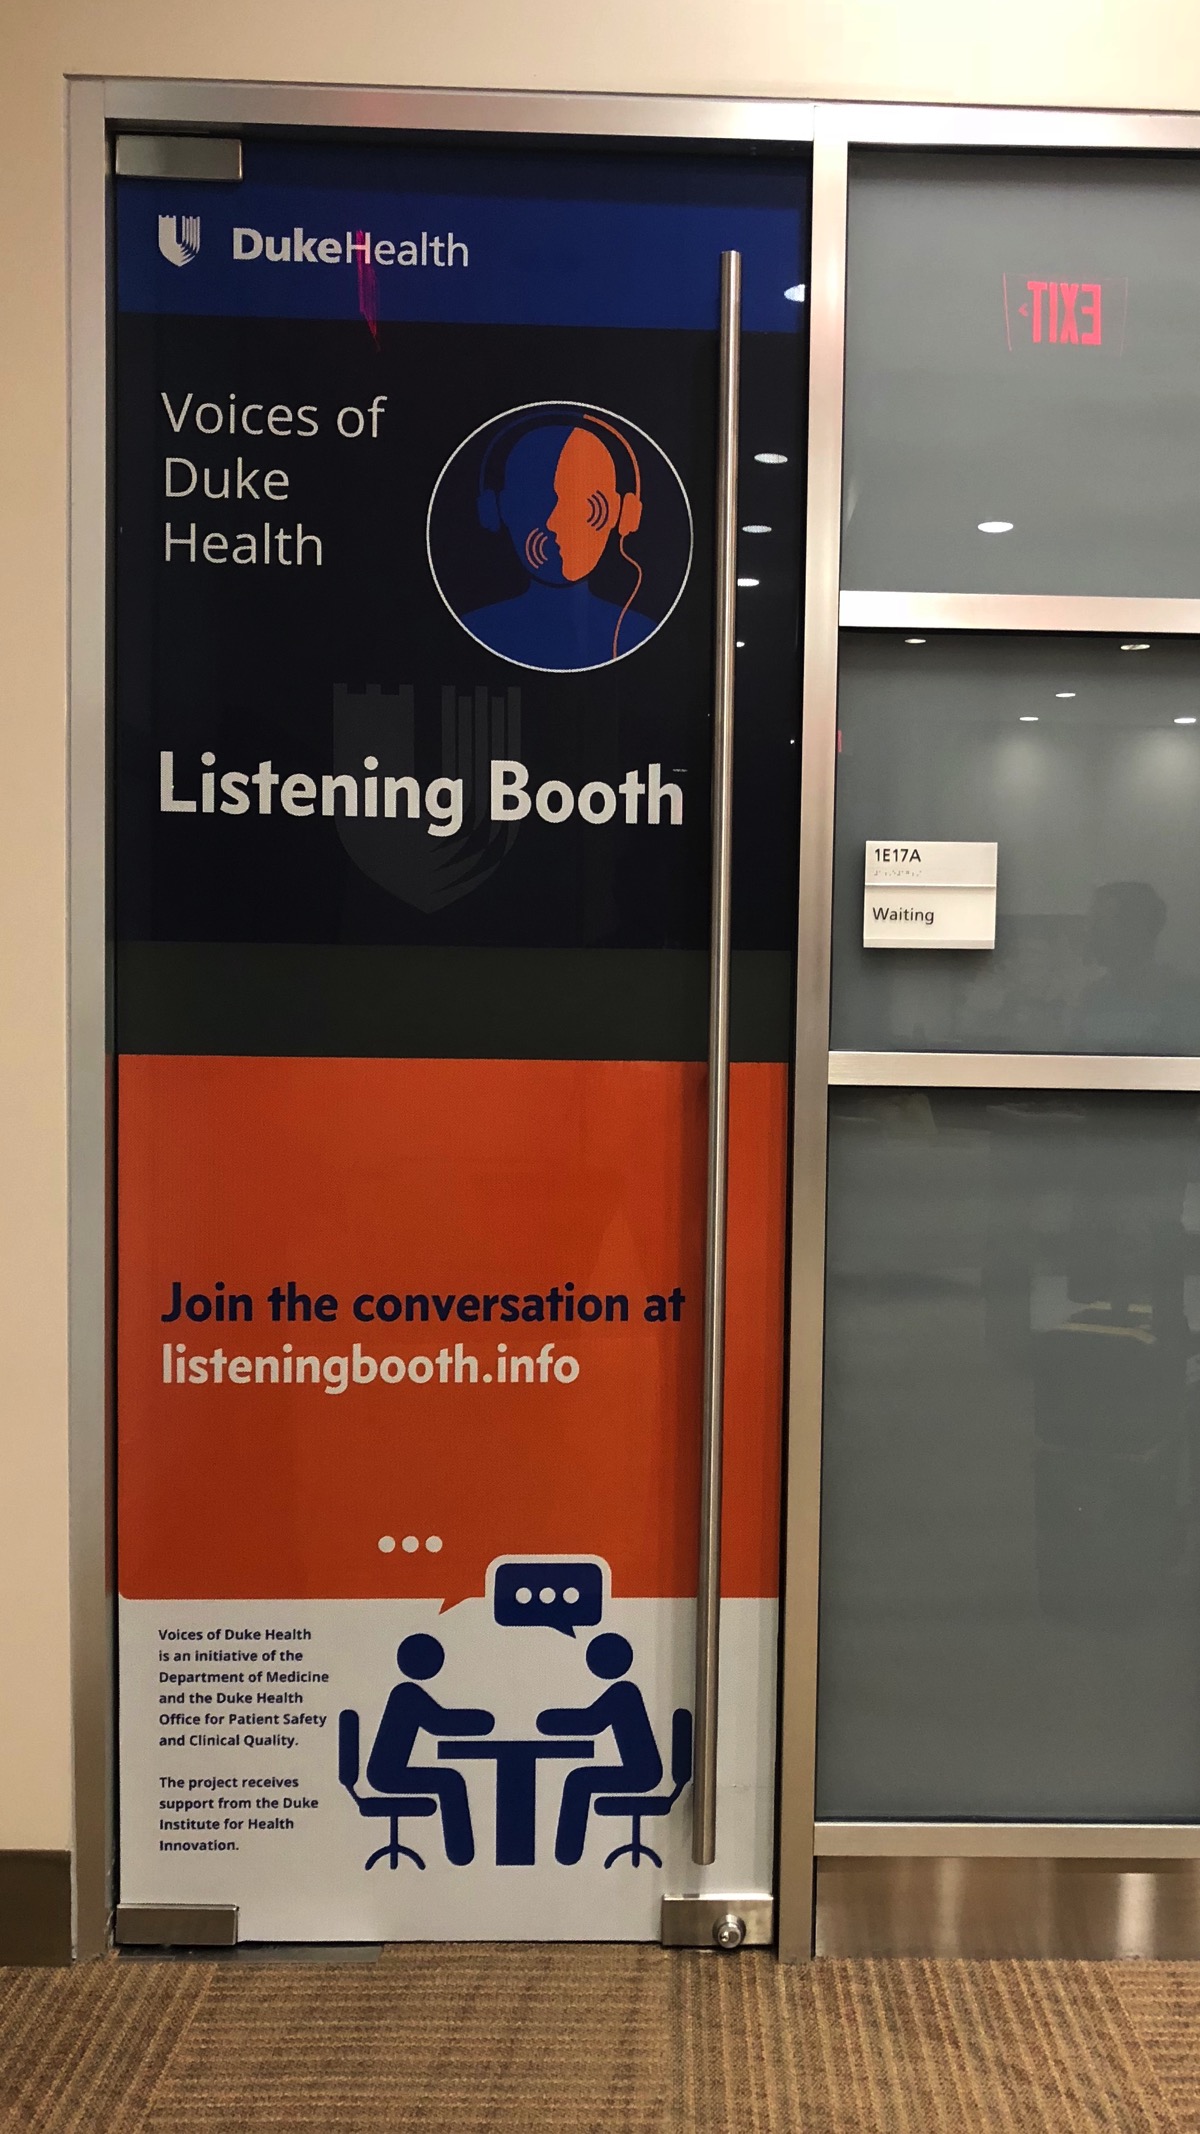 DukeHealth
Voices of
Duke
Health
Listening Booth
Join the conversation at
listeningbooth.info
Voices of Duke Health
is an initiative of the
Department of Medicine
and the Duke Health
Office for Patient Safety
and Clinical Quality.
The project receives
support from the Duke
Institute for Health
Innovation.
EXIT
1E17A
Waiting